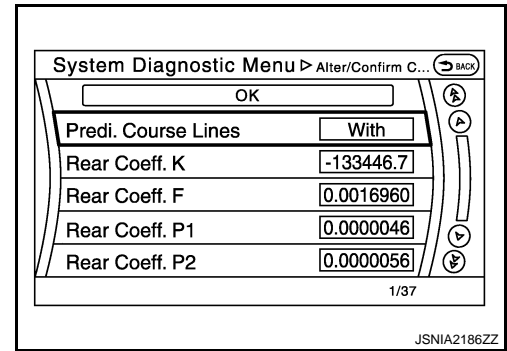 System Diagnostic Menu ▷ Alter/Confirm C... BACK
OK
Predi. Course Lines With
Rear Coeff. K -133446.7
Rear Coeff. F 0.0016960
Rear Coeff. P1 0.0000046
Rear Coeff. P2 0.0000056
1/37
JSNIA2186ZZ